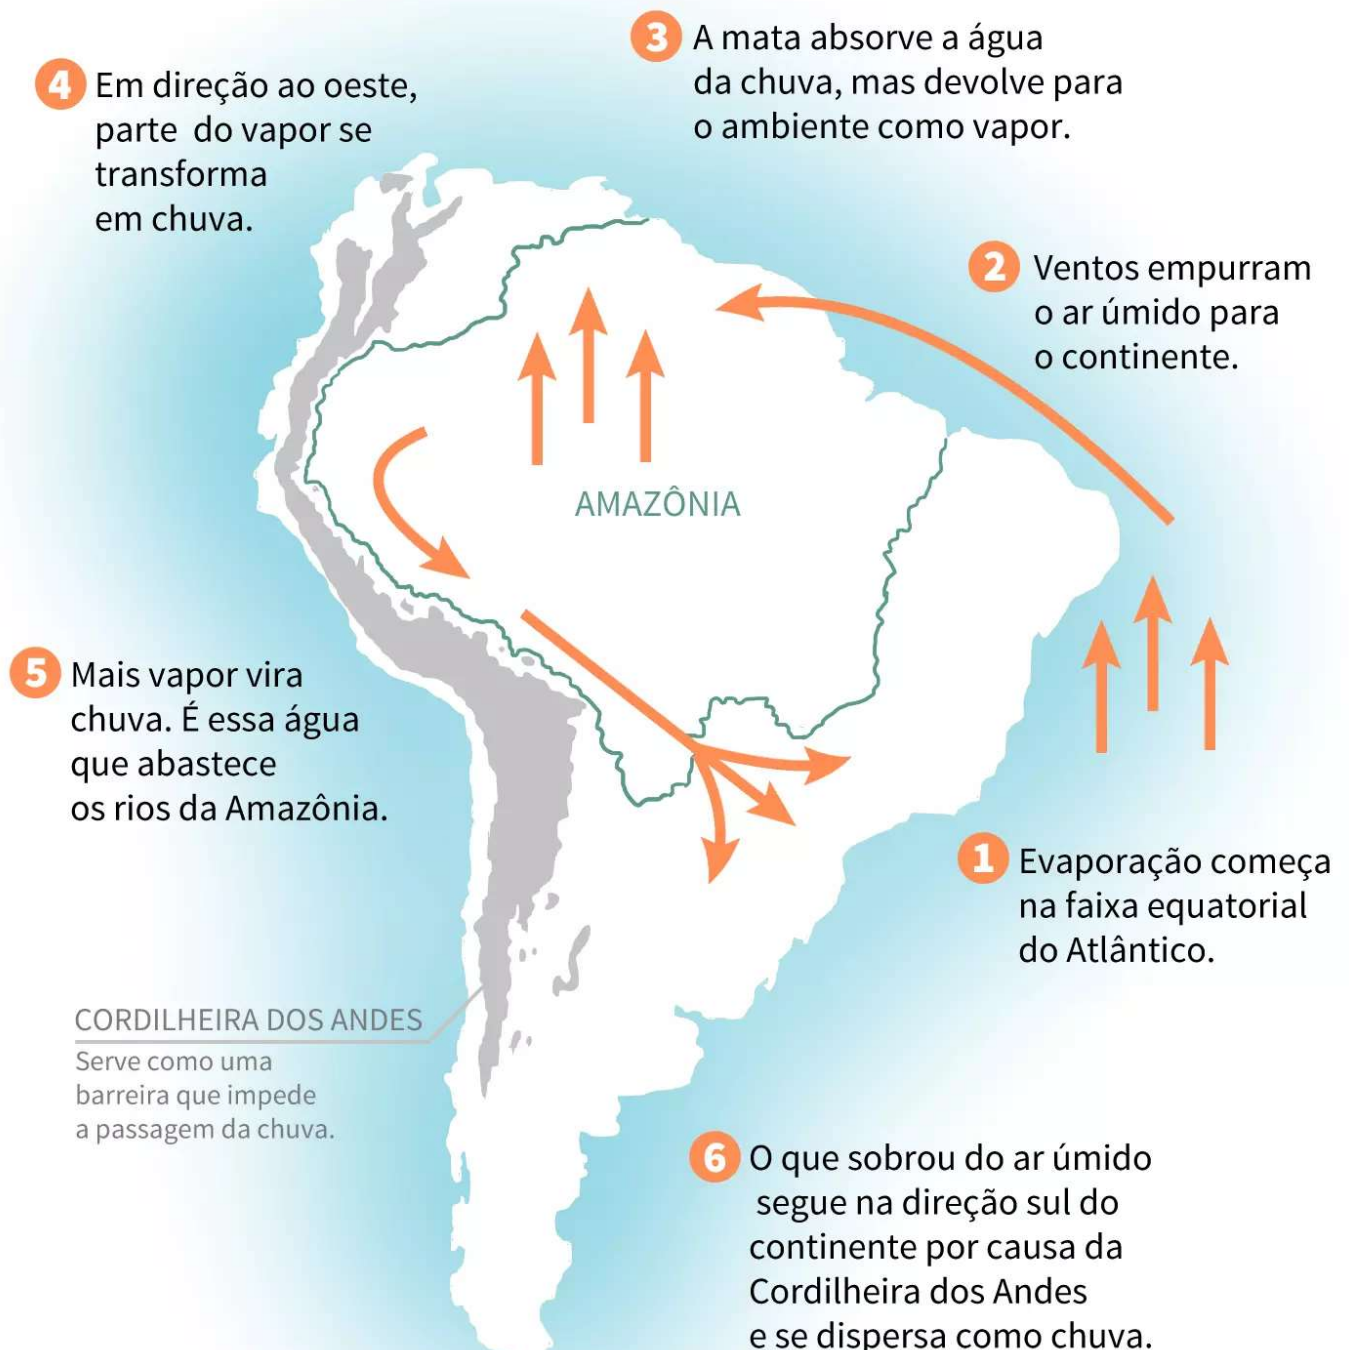 1 Evaporação começa
na faixa equatorial
do Atlântico.
2 Ventos empurram
o ar úmido para
o continente.
3 A mata absorve a água
da chuva, mas devolve para
o ambiente como vapor.
4 Em direção ao oeste,
parte do vapor se
transforma
em chuva.
5 Mais vapor vira
chuva. É essa água
que abastece
os rios da Amazônia.
6 O que sobrou do ar úmido
segue na direção sul do
continente por causa da
Cordilheira dos Andes
e se dispersa como chuva.
AMAZÔNIA
CORDILHEIRA DOS ANDES
Serve como uma
barreira que impede
a passagem da chuva.